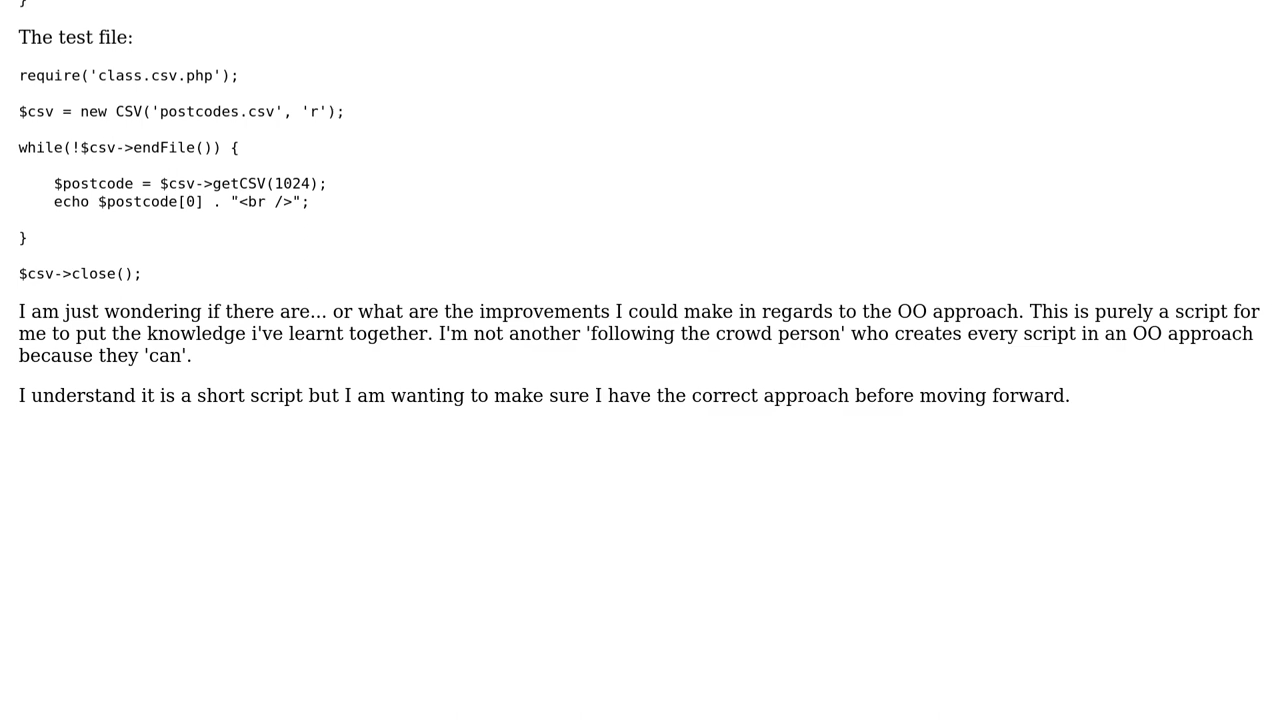 }
The test file:
require('class.csv.php');
$csv = new CSV('postcodes.csv', 'r');
while(!$csv->endFile()) {
    $postcode = $csv->getCSV(1024);
    echo $postcode[0] . "<br />";
}
$csv->close();
I am just wondering if there are... or what are the improvements I could make in regards to the OO approach. This is purely a script for
me to put the knowledge i've learnt together. I'm not another 'following the crowd person' who creates every script in an OO approach
because they 'can'.
I understand it is a short script but I am wanting to make sure I have the correct approach before moving forward.